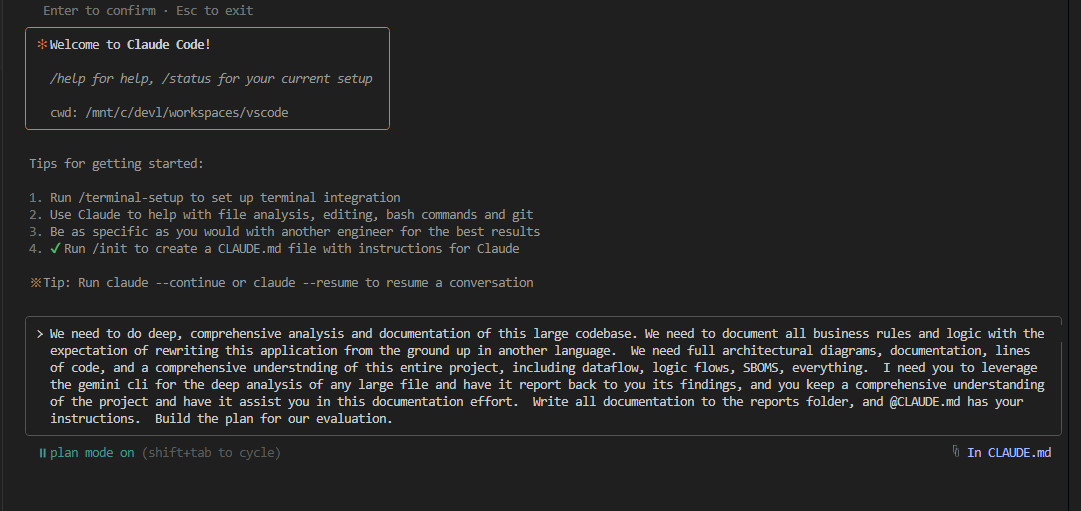 Enter to confirm · Esc to exit
✻ Welcome to Claude Code!
/help for help, /status for your current setup
cwd: /mnt/c/devl/workspaces/vscode
Tips for getting started:
1. Run /terminal-setup to set up terminal integration
2. Use Claude to help with file analysis, editing, bash commands and git
3. Be as specific as you would with another engineer for the best results
4. ✔ Run /init to create a CLAUDE.md file with instructions for Claude
※ Tip: Run claude --continue or claude --resume to resume a conversation
> We need to do deep, comprehensive analysis and documentation of this large codebase. We need to document all business rules and logic with the
expectation of rewriting this application from the ground up in another language.  We need full architectural diagrams, documentation, lines
of code, and a comprehensive understnding of this entire project, including dataflow, logic flows, SBOMS, everything.  I need you to leverage
the gemini cli for the deep analysis of any large file and have it report back to you its findings, and you keep a comprehensive understanding
of the project and have it assist you in this documentation effort.  Write all documentation to the reports folder, and @CLAUDE.md has your
instructions.  Build the plan for our evaluation.
⏸ plan mode on (shift+tab to cycle)
In CLAUDE.md